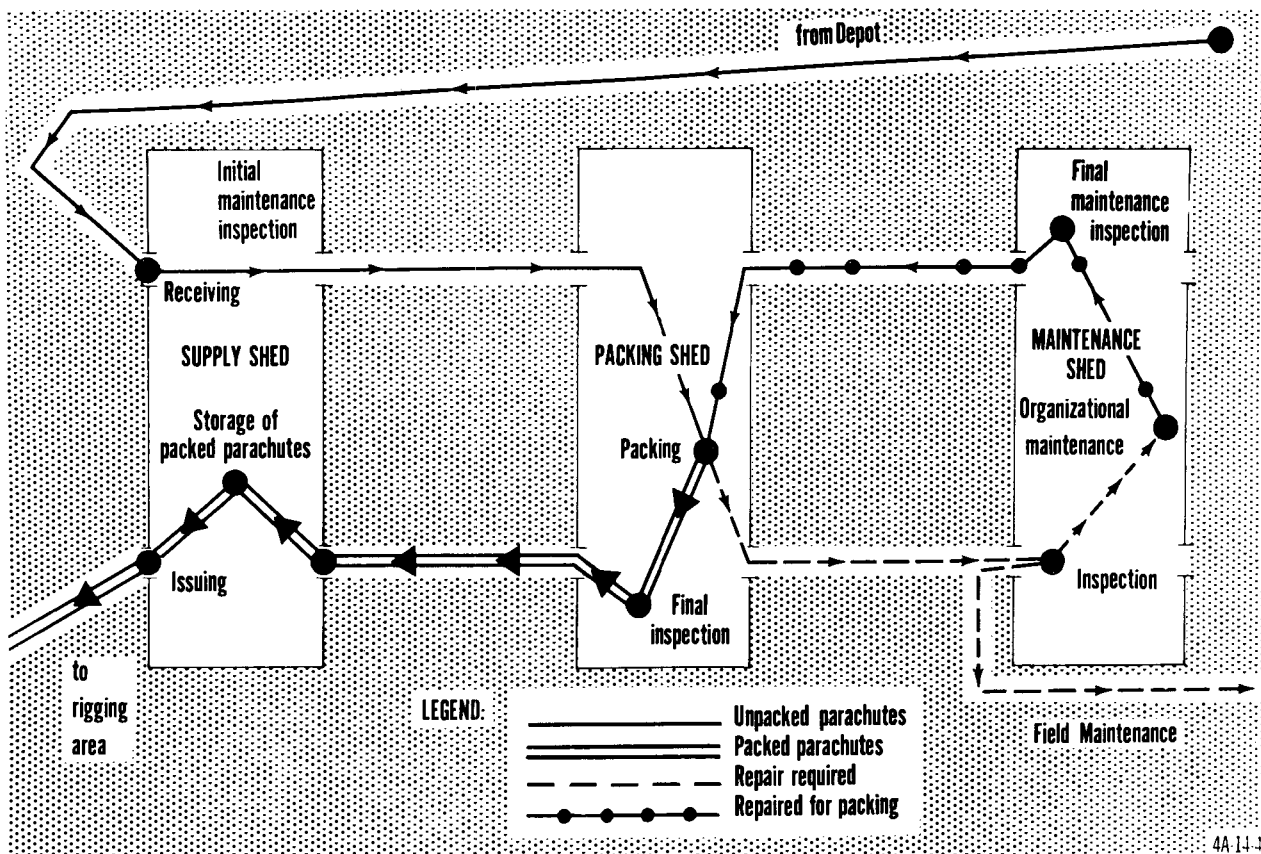 from Depot
Initial
maintenance
inspection
Final
maintenance
inspection
Receiving
SUPPLY SHED
PACKING SHED
MAINTENANCE
SHED
Storage of
packed parachutes
Packing
Organizational
maintenance
Issuing
Final
inspection
Inspection
to
rigging
area
LEGEND:
Unpacked parachutes
Packed parachutes
Repair required
Repaired for packing
Field Maintenance